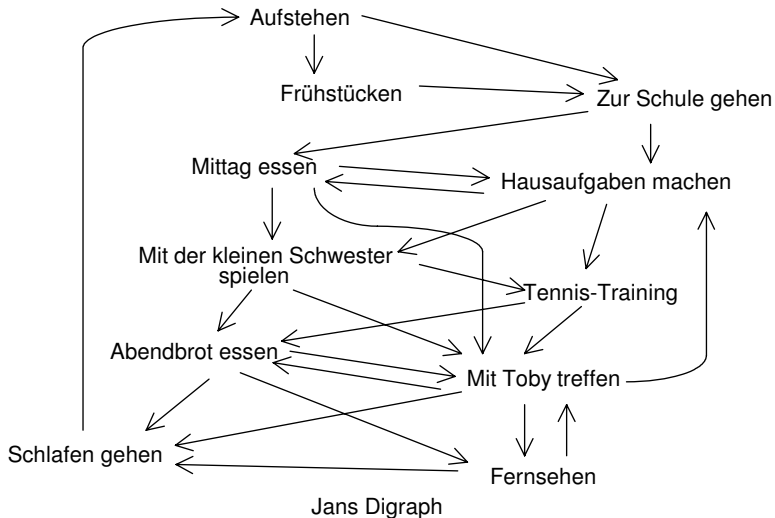 Aufstehen
Frühstücken
Zur Schule gehen
Mittag essen
Hausaufgaben machen
Mit der kleinen Schwester
spielen
Tennis-Training
Abendbrot essen
Mit Toby treffen
Schlafen gehen
Fernsehen
Jans Digraph